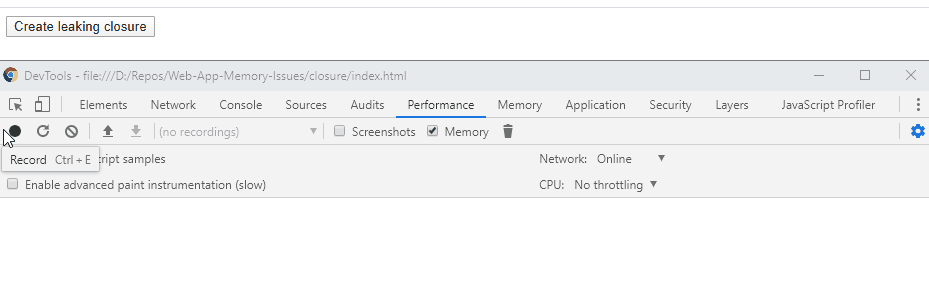 Create leaking closure
DevTools - file:///D:/Repos/Web-App-Memory-Issues/closure/index.html
Elements Network Console Sources Audits Performance Memory Application Security Layers JavaScript Profiler
(no recordings) Screenshots Memory
Record Ctrl + E cript samples Network: Online
Enable advanced paint instrumentation (slow) CPU: No throttling